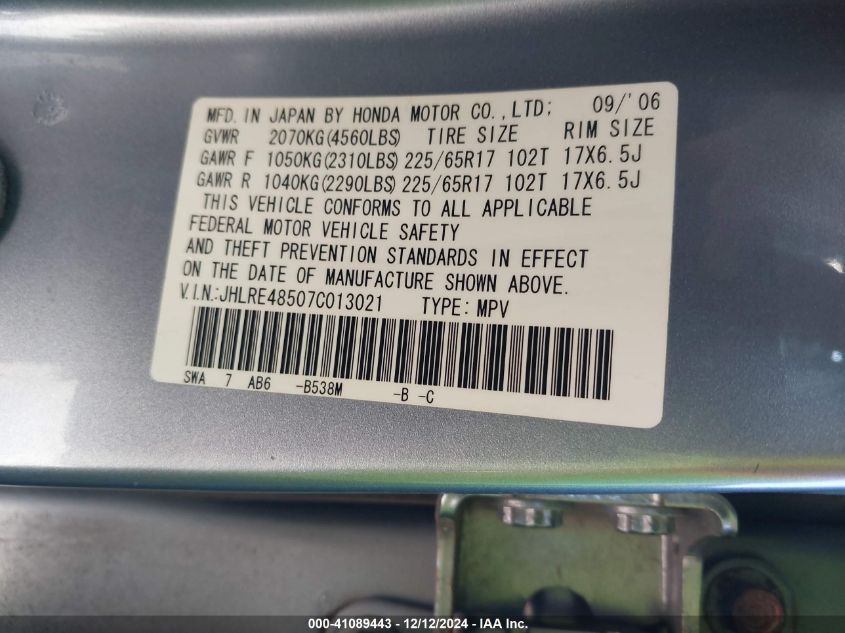 MFD. IN JAPAN BY HONDA MOTOR CO.,LTD; 09/'06
GVWR 2070KG(4560LBS) TIRE SIZE RIM SIZE
GAWR F 1050KG(2310LBS) 225/65R17 102T 17X6.5J
GAWR R 1040KG(2290LBS) 225/65R17 102T 17X6.5J
THIS VEHICLE CONFORMS TO ALL APPLICABLE
FEDERAL MOTOR VEHICLE SAFETY
AND THEFT PREVENTION STANDARDS IN EFFECT
ON THE DATE OF MANUFACTURE SHOWN ABOVE.
V.I.N.:JHLRE48507C013021 TYPE: MPV
SWA 7 AB6 -B538M -B -C
000-41089443 - 12/12/2024 - IAA Inc.